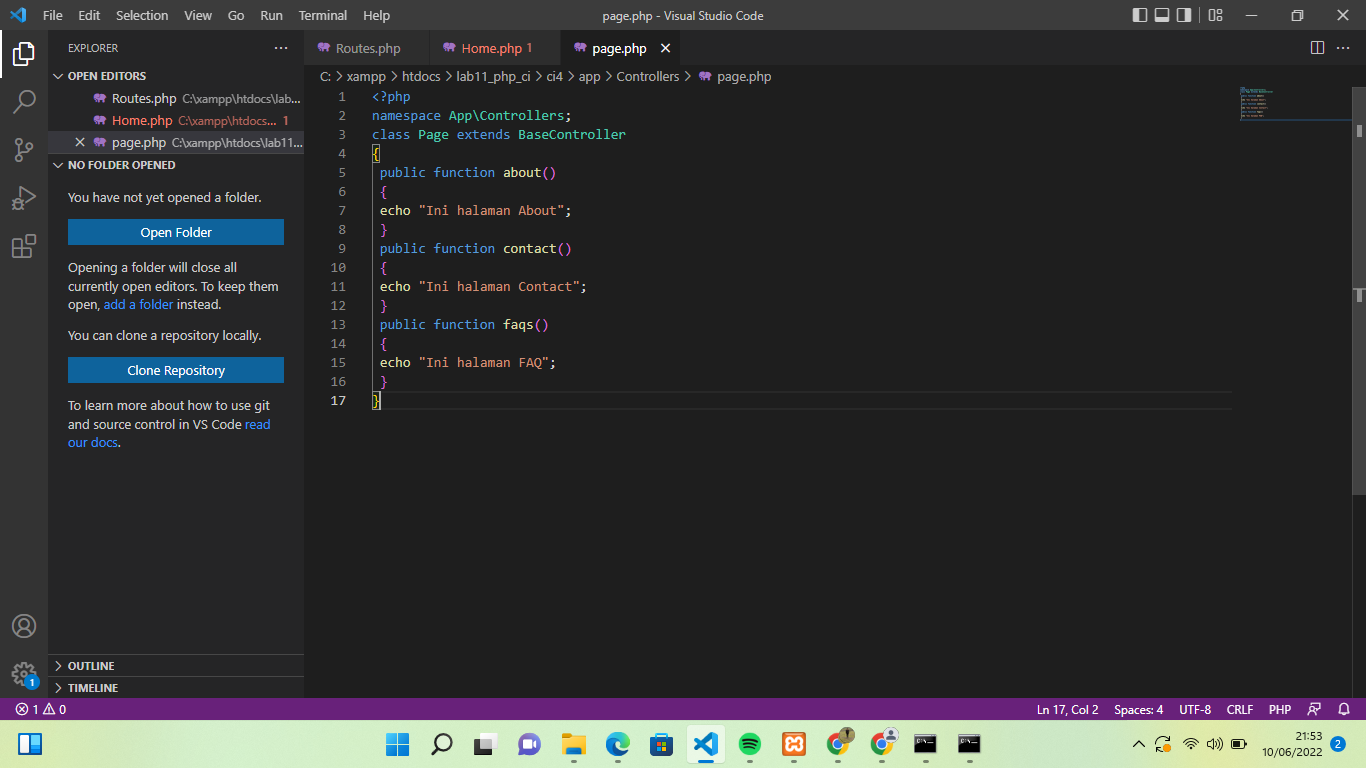 File Edit Selection View Go Run Terminal Help
page.php - Visual Studio Code
EXPLORER
OPEN EDITORS
Routes.php C:\xampp\htdocs\lab...
Home.php C:\xampp\htdocs... 1
page.php C:\xampp\htdocs\lab11...
NO FOLDER OPENED
You have not yet opened a folder.
Open Folder
Opening a folder will close all
currently open editors. To keep them
open, add a folder instead.
You can clone a repository locally.
Clone Repository
To learn more about how to use git
and source control in VS Code read
our docs.
OUTLINE
TIMELINE
1
Routes.php Home.php 1 page.php
C: > xampp > htdocs > lab11_php_ci > ci4 > app > Controllers > page.php
1 <?php
2 namespace App\Controllers;
3 class Page extends BaseController
4 {
5 public function about()
6 {
7 echo "Ini halaman About";
8 }
9 public function contact()
10 {
11 echo "Ini halaman Contact";
12 }
13 public function faqs()
14 {
15 echo "Ini halaman FAQ";
16 }
17 }
1 0
Ln 17, Col 2 Spaces: 4 UTF-8 CRLF PHP
21:53
10/06/2022
2